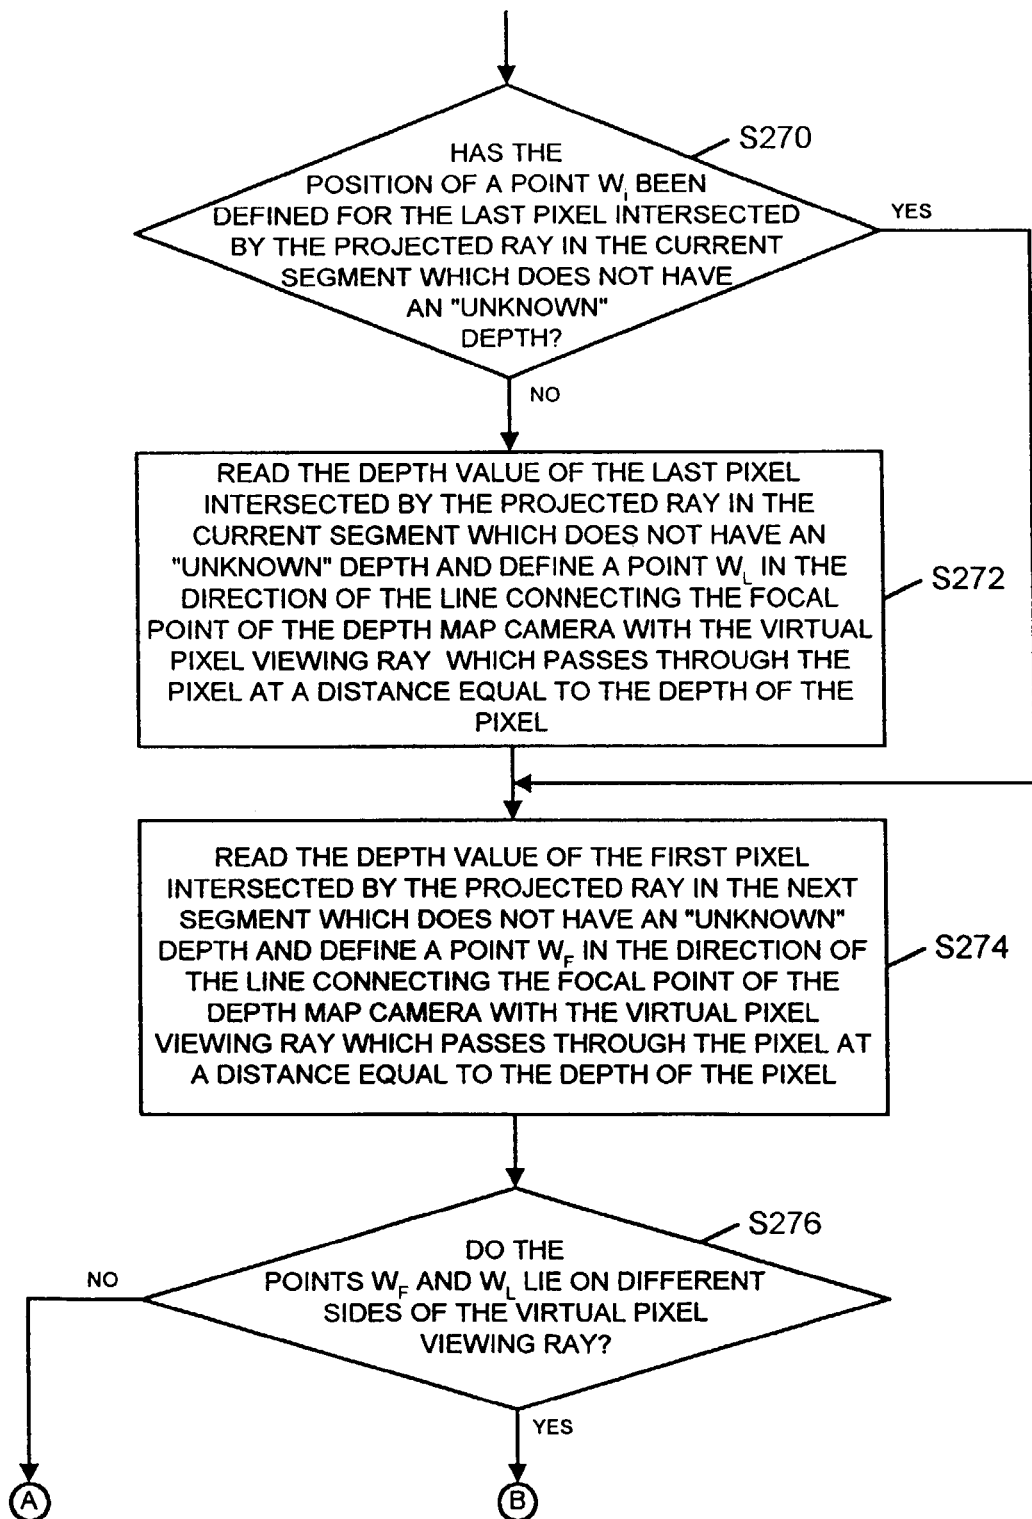 HAS THE
S270
POSITION OF A POINT Wi BEEN
DEFINED FOR THE LAST PIXEL INTERSECTED
YES
BY THE PROJECTED RAY IN THE CURRENT
SEGMENT WHICH DOES NOT HAVE
AN "UNKNOWN"
DEPTH?
NO
READ THE DEPTH VALUE OF THE LAST PIXEL
INTERSECTED BY THE PROJECTED RAY IN THE
CURRENT SEGMENT WHICH DOES NOT HAVE AN
"UNKNOWN" DEPTH AND DEFINE A POINT WL IN THE
S272
DIRECTION OF THE LINE CONNECTING THE FOCAL
POINT OF THE DEPTH MAP CAMERA WITH THE VIRTUAL
PIXEL VIEWING RAY WHICH PASSES THROUGH THE
PIXEL AT A DISTANCE EQUAL TO THE DEPTH OF THE
PIXEL
READ THE DEPTH VALUE OF THE FIRST PIXEL
INTERSECTED BY THE PROJECTED RAY IN THE NEXT
SEGMENT WHICH DOES NOT HAVE AN "UNKNOWN"
DEPTH AND DEFINE A POINT WF IN THE DIRECTION OF
S274
THE LINE CONNECTING THE FOCAL POINT OF THE
DEPTH MAP CAMERA WITH THE VIRTUAL PIXEL
VIEWING RAY WHICH PASSES THROUGH THE PIXEL AT
A DISTANCE EQUAL TO THE DEPTH OF THE PIXEL
S276
DO THE
NO
POINTS WF AND WL LIE ON DIFFERENT
SIDES OF THE VIRTUAL PIXEL
VIEWING RAY?
YES
A
B